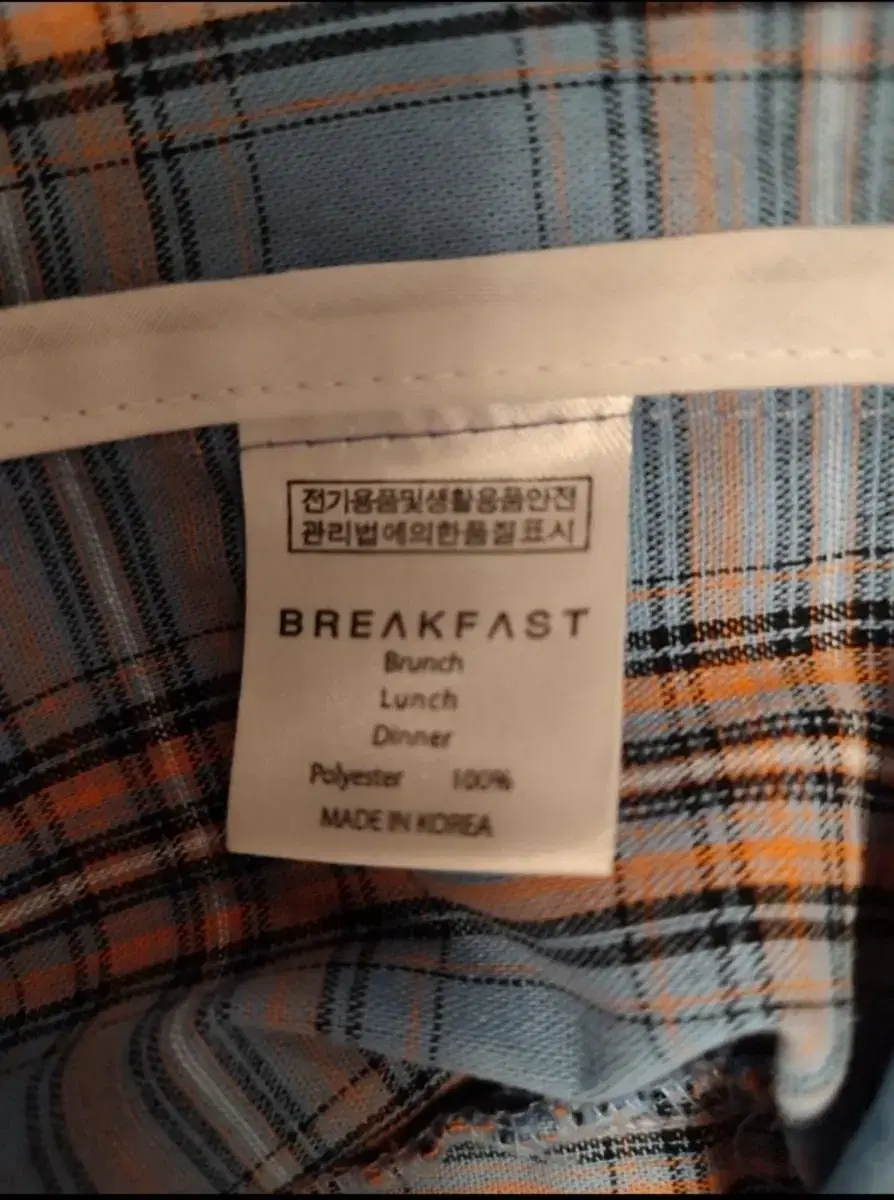 전기용품및생활용품안전
관리법에의한품질표시
BREAKFAST
Brunch
Lunch
Dinner
Polyester 100%
MADE IN KOREA